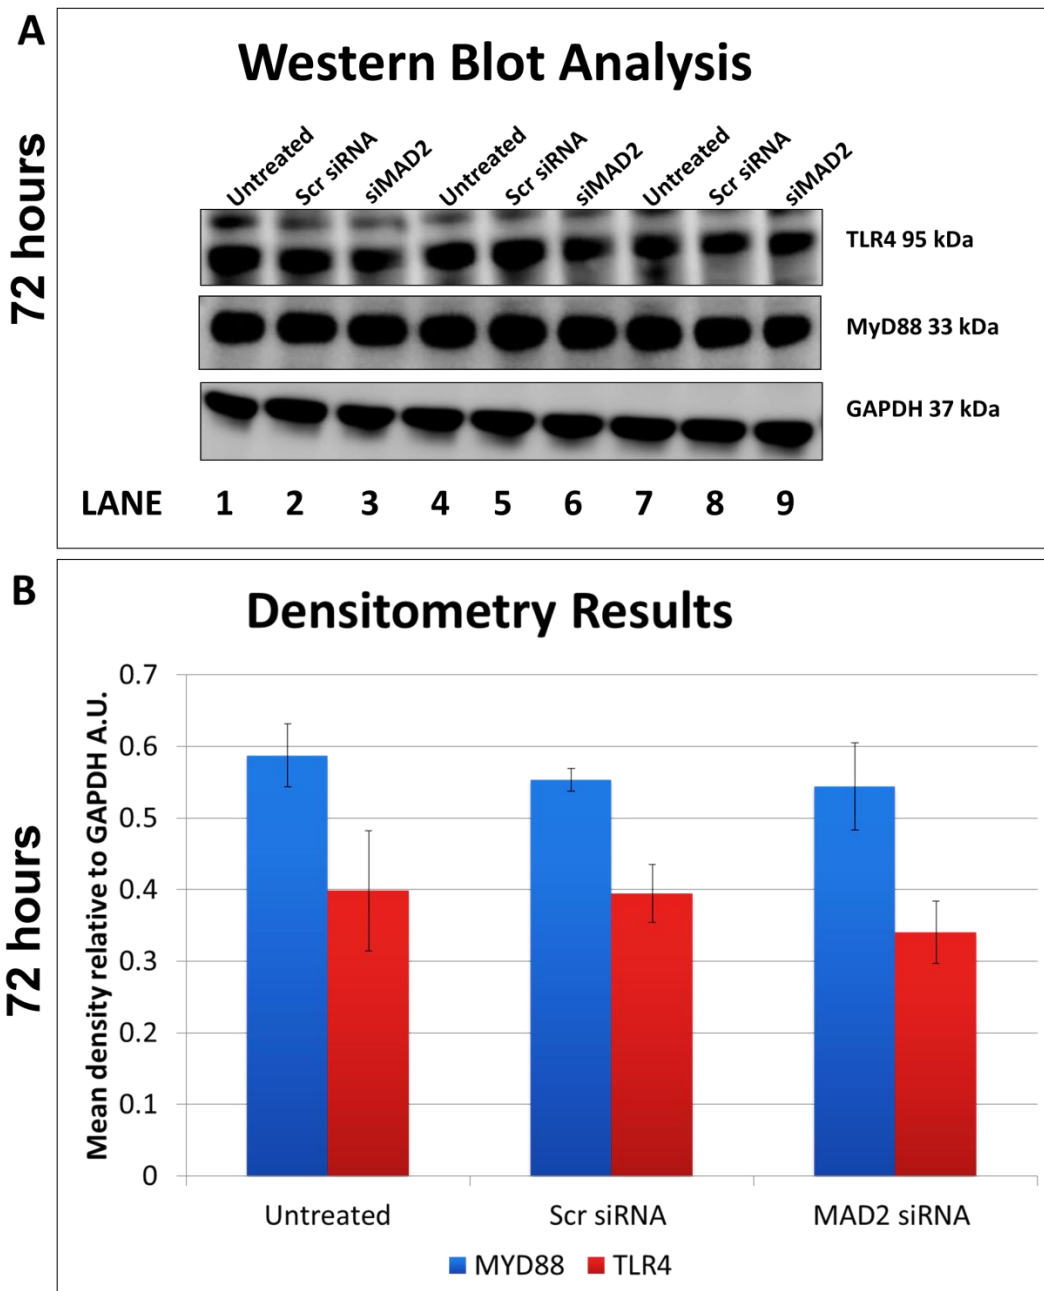 A
Western Blot Analysis
72 hours
Untreated Scr siRNA siMAD2 Untreated Scr siRNA siMAD2 Untreated Scr siRNA siMAD2
TLR4 95 kDa
MyD88 33 kDa
GAPDH 37 kDa
LANE 1 2 3 4 5 6 7 8 9
B
Densitometry Results
72 hours
Mean density relative to GAPDH A.U.
0.7
0.6
0.5
0.4
0.3
0.2
0.1
0
Untreated Scr siRNA MAD2 siRNA
MYD88 TLR4